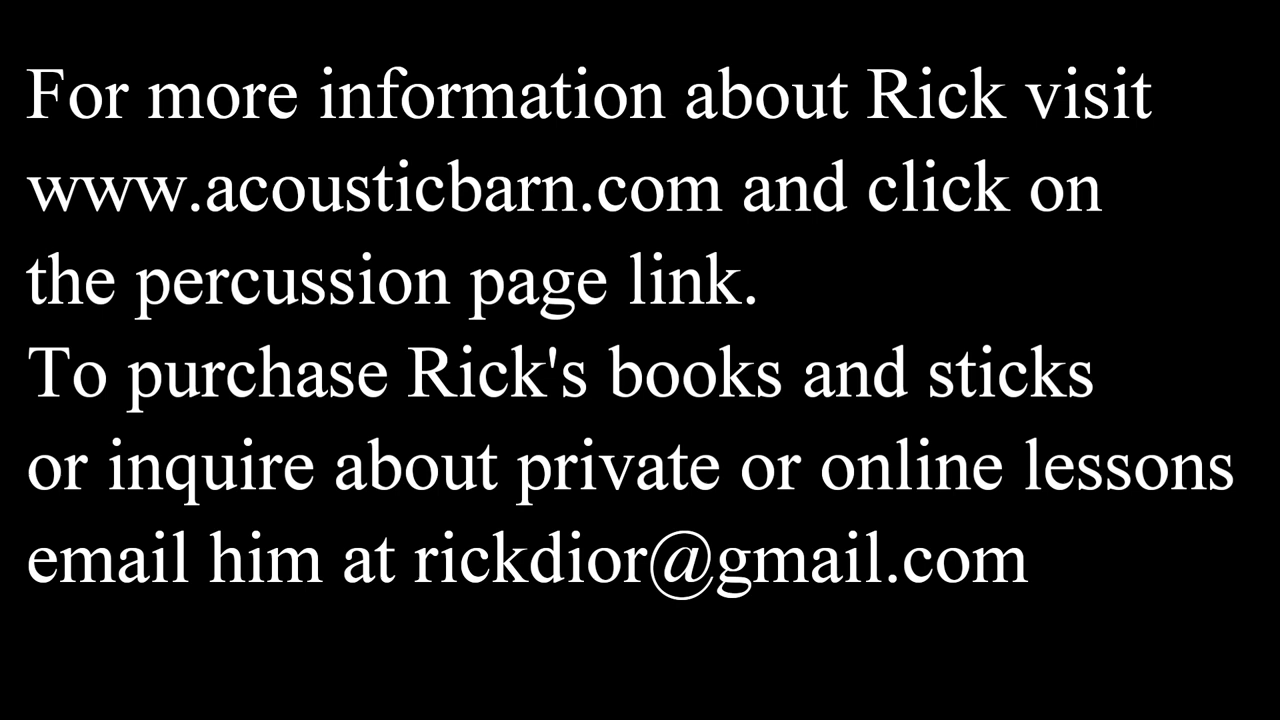 For more information about Rick visit
www.acousticbarn.com and click on
the percussion page link.
To purchase Rick's books and sticks
or inquire about private or online lessons
email him at rickdior@gmail.com